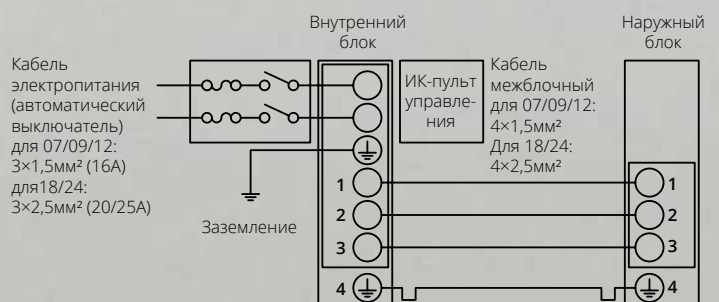 Внутренний
блок
Наружный
блок
Кабель
электропитания
(автоматический
выключатель)
для 07/09/12:
3×1,5мм² (16А)
для18/24:
3×2,5мм² (20/25А)
ИК-пульт
управле-
ния
Кабель
межблочный
для 07/09/12:
4×1,5мм²
Для 18/24:
4×2,5мм²
Заземление
1
2
3
4
1
2
3
4